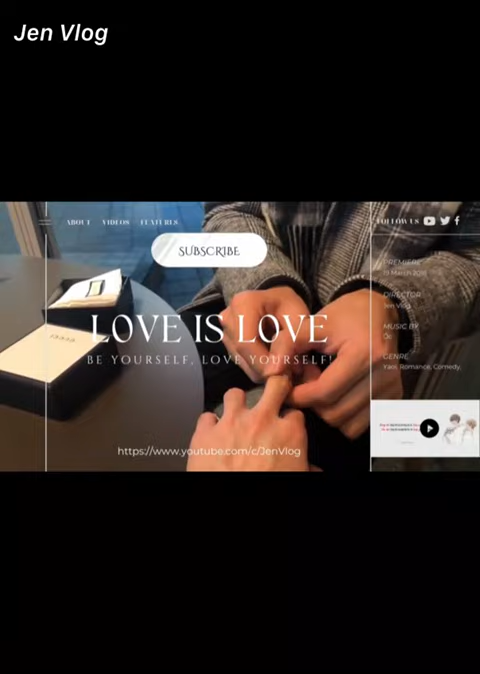 Jen Vlog
ABOUT VIDEOS FEATURES
FOLLOW US
SUBSCRIBE
PREMIERE
DIRECTOR
Jen Vlog
LOVE IS LOVE
BE YOURSELF, LOVE YOURSELF!
MUSIC BY
GENRE
Yaoi, Romance, Comedy,
https://www.youtube.com/c/JenVlog